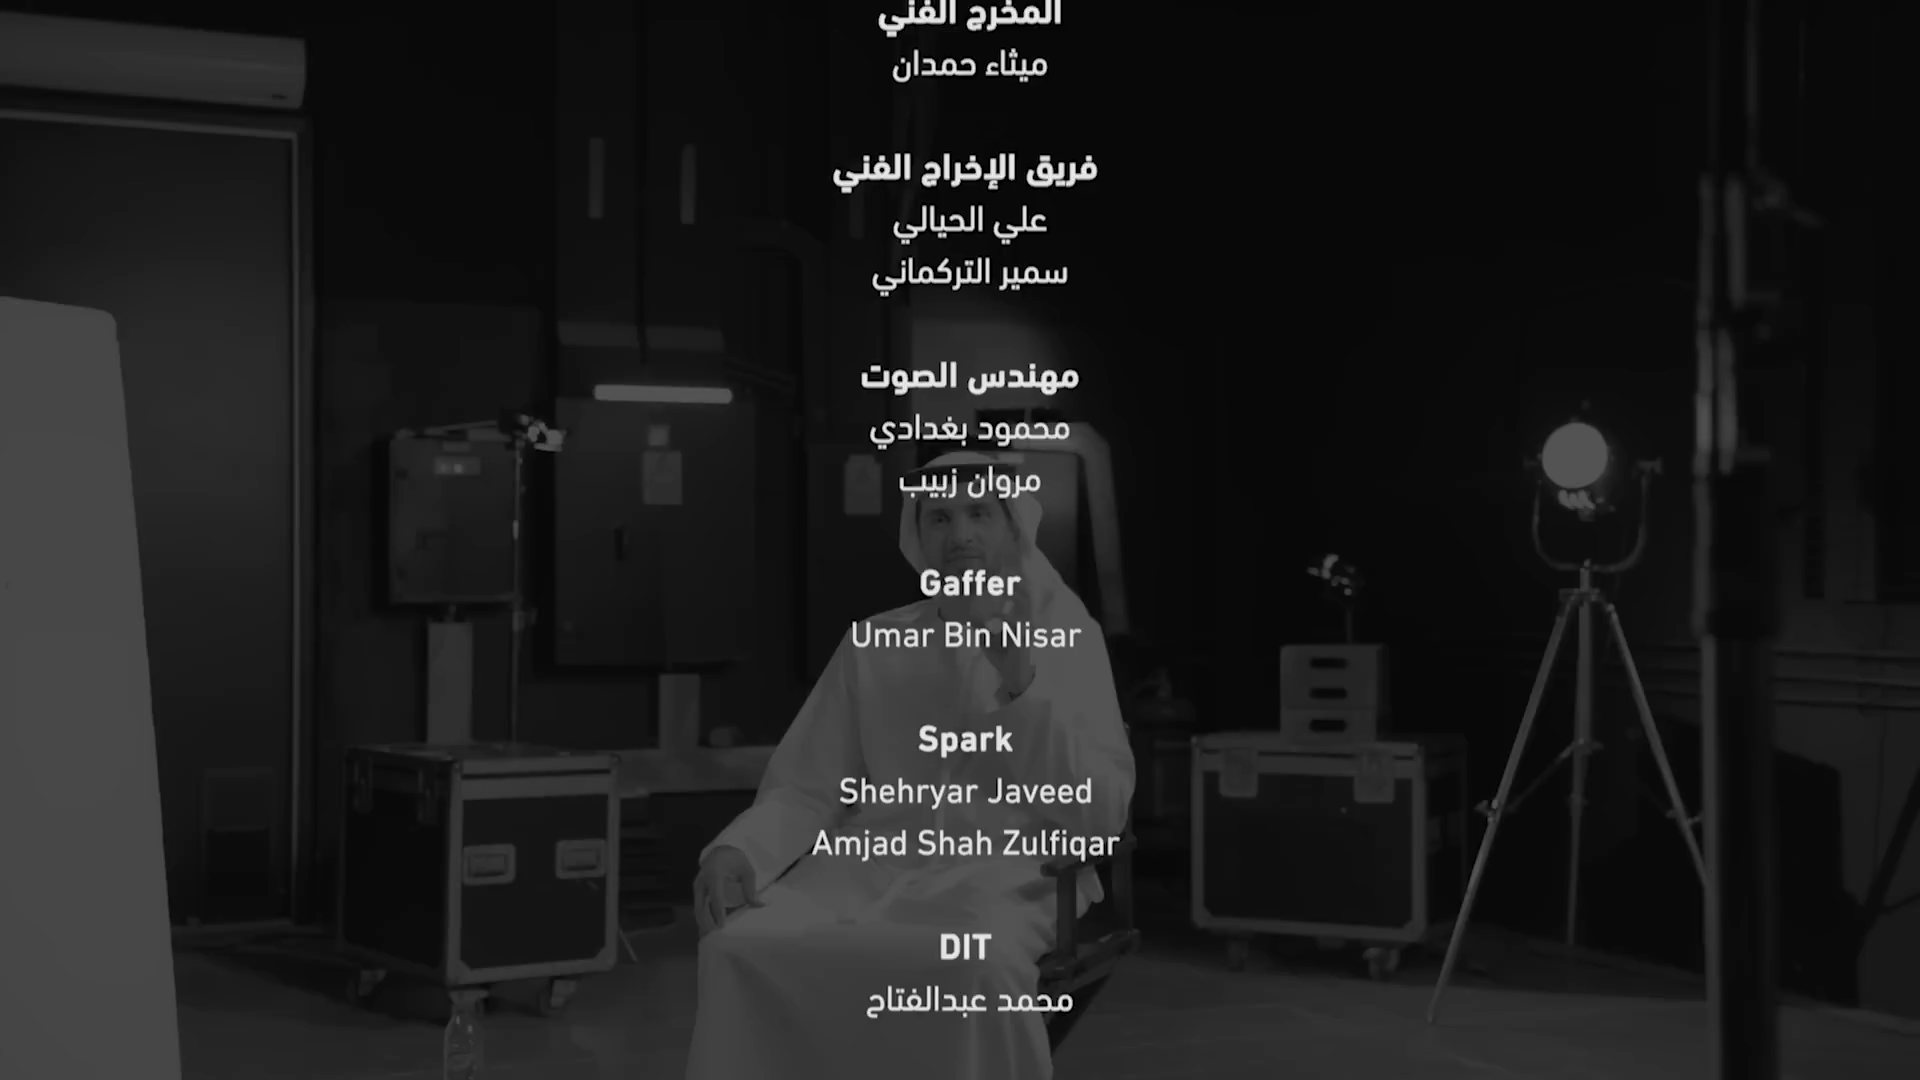 المخرج الفني
ميثاء حمدان
فريق الإخراج الفني
علي الحيالي
سمير التركماني
مهندس الصوت
محمود بغدادي
مروان زبيب
Gaffer
Umar Bin Nisar
Spark
Shehryar Javeed
Amjad Shah Zulfiqar
DIT
محمد عبدالفتاح